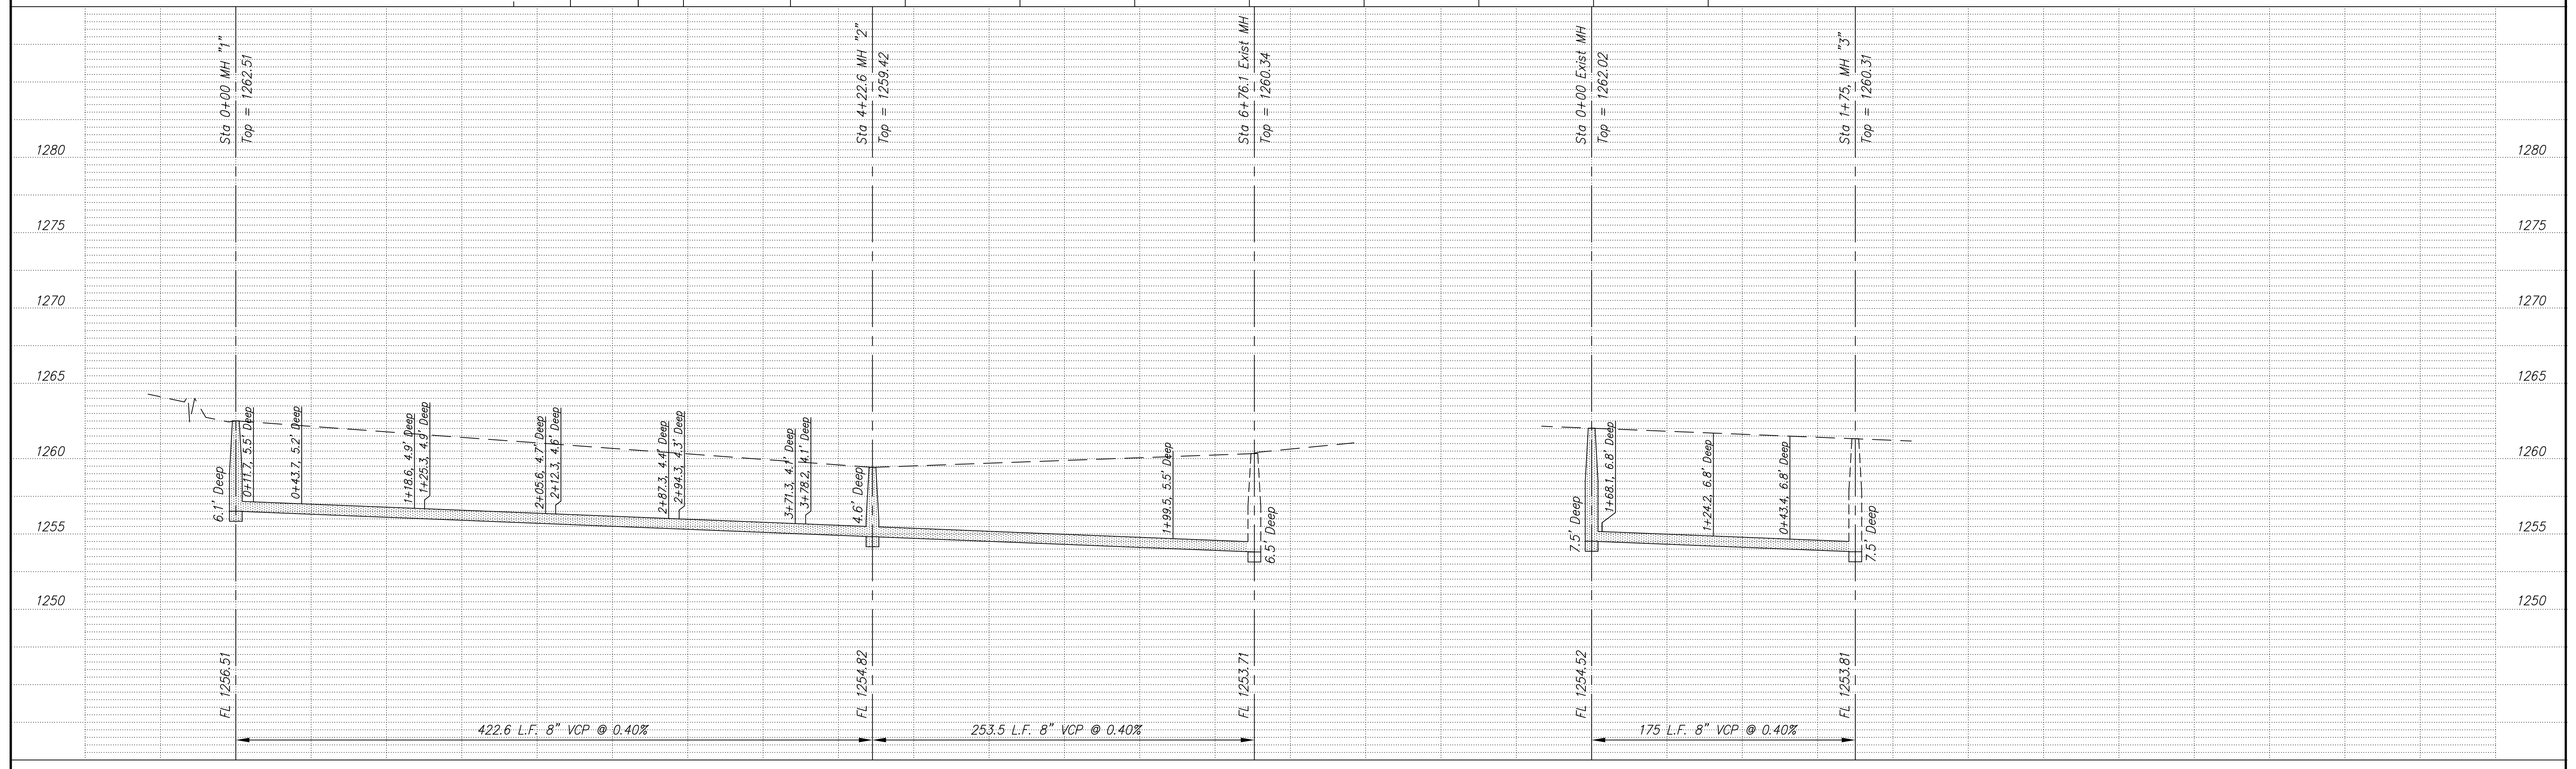 Sta 0+00 MH "1"
Top = 1262.51
Sta 4+22.6 MH "2"
Top = 1259.42
Sta 6+76.1 Exist MH
Top = 1260.34
Sta 0+00 Exist MH
Top = 1262.02
Sta 1+75, MH "3"
Top = 1260.31
1280
1280
1275
1275
1270
1270
1265
1265
1260
1260
1255
1255
1250
1250
6.1' Deep
0+11.7, 5.5' Deep
0+43.7, 5.2' Deep
1+18.6, 4.9' Deep
1+25.3, 4.9' Deep
2+05.6, 4.7' Deep
2+12.3, 4.6' Deep
2+87.3, 4.4' Deep
2+94.3, 4.3' Deep
3+71.3, 4.1' Deep
3+78.2, 4.1' Deep
4.6' Deep
1+99.5, 5.5' Deep
6.5' Deep
7.5' Deep
1+68.1, 6.8' Deep
1+24.2, 6.8' Deep
0+43.4, 6.8' Deep
7.5' Deep
FL 1256.51
FL 1254.82
FL 1253.71
FL 1254.52
FL 1253.81
422.6 L.F. 8" VCP @ 0.40%
253.5 L.F. 8" VCP @ 0.40%
175 L.F. 8" VCP @ 0.40%